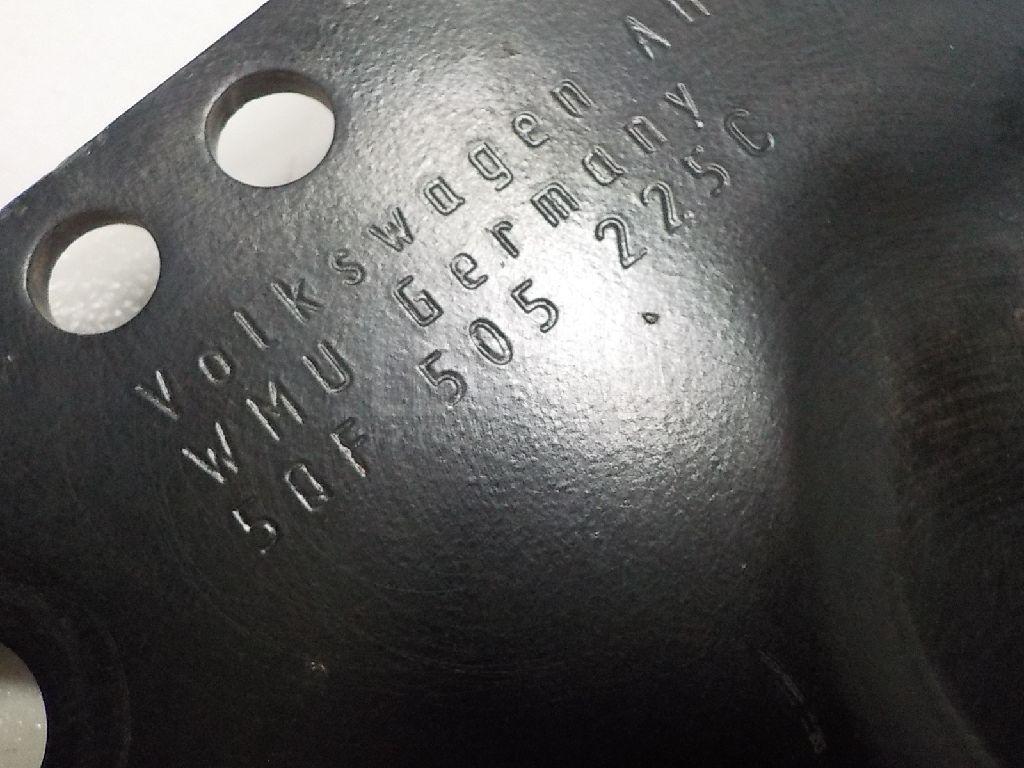 Volkswagen
WMU Germany
5QF 505 225C